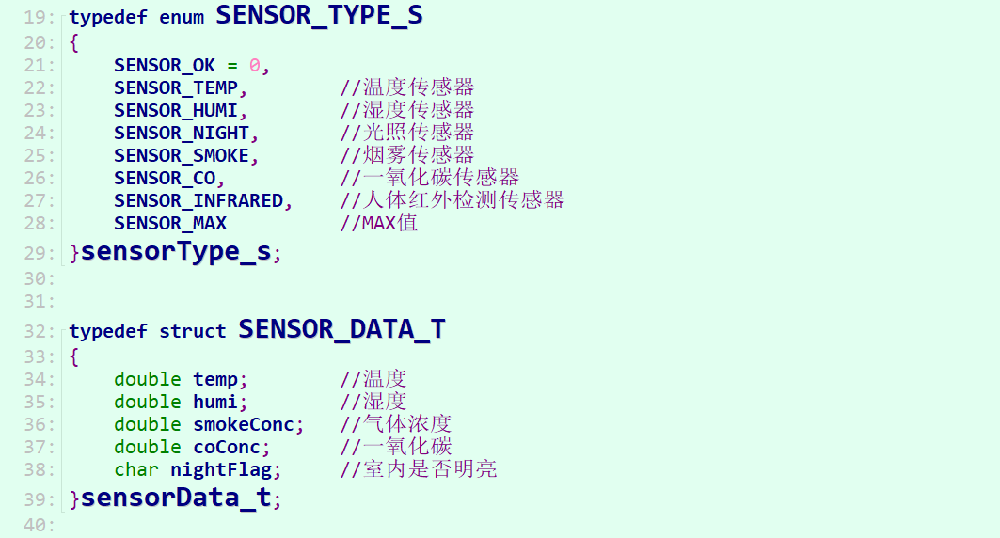 19: typedef enum SENSOR_TYPE_S
20: {
21:     SENSOR_OK = 0,
22:     SENSOR_TEMP,        //温度传感器
23:     SENSOR_HUMI,        //湿度传感器
24:     SENSOR_NIGHT,       //光照传感器
25:     SENSOR_SMOKE,       //烟雾传感器
26:     SENSOR_CO,          //一氧化碳传感器
27:     SENSOR_INFRARED,    //人体红外检测传感器
28:     SENSOR_MAX          //MAX值
29: }sensorType_s;
30:
31:
32: typedef struct SENSOR_DATA_T
33: {
34:     double temp;        //温度
35:     double humi;        //湿度
36:     double smokeConc;   //气体浓度
37:     double coConc;      //一氧化碳
38:     char nightFlag;     //室内是否明亮
39: }sensorData_t;
40: